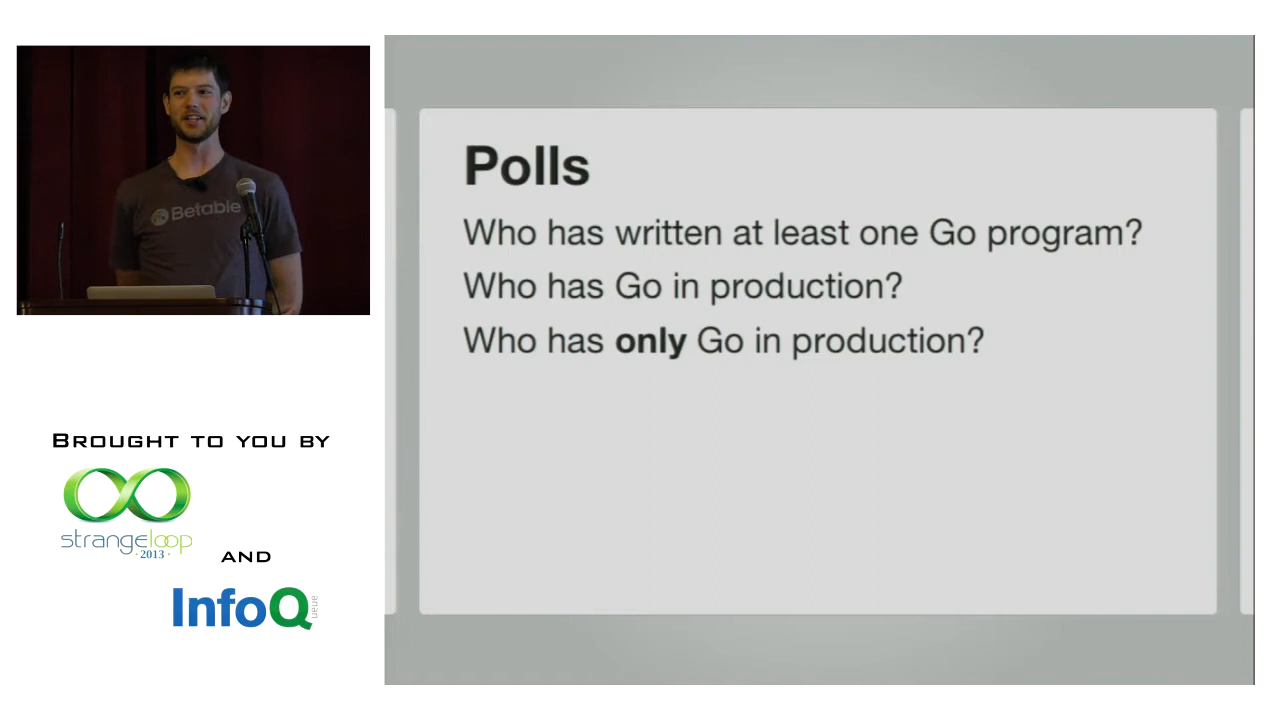 Betable
Polls
Who has written at least one Go program?
Who has Go in production?
Who has only Go in production?
Brought to you by
strangeloop
· 2013 ·
and
InfoQ
ueue